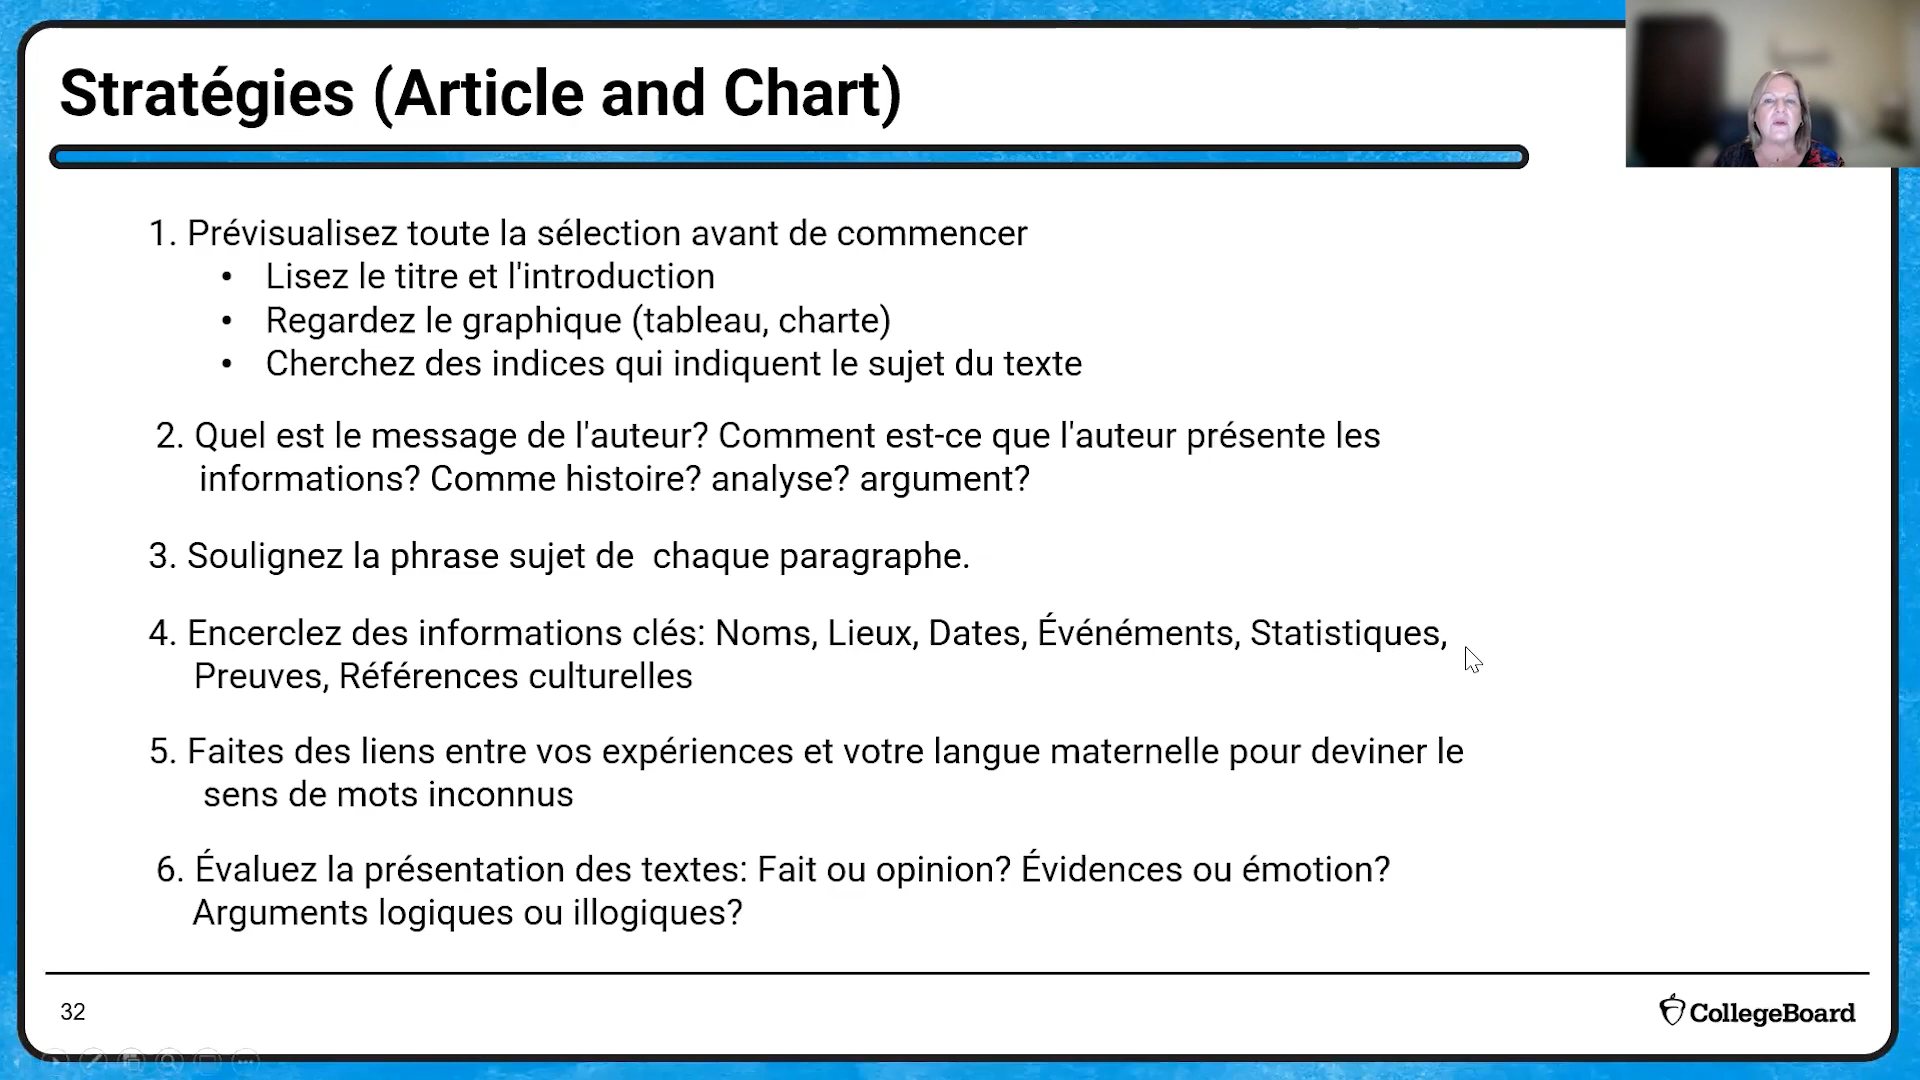 Stratégies (Article and Chart)
1. Prévisualisez toute la sélection avant de commencer
• Lisez le titre et l'introduction
• Regardez le graphique (tableau, charte)
• Cherchez des indices qui indiquent le sujet du texte
2. Quel est le message de l'auteur? Comment est-ce que l'auteur présente les
informations? Comme histoire? analyse? argument?
3. Soulignez la phrase sujet de  chaque paragraphe.
4. Encerclez des informations clés: Noms, Lieux, Dates, Événéments, Statistiques,
Preuves, Références culturelles
5. Faites des liens entre vos expériences et votre langue maternelle pour deviner le
sens de mots inconnus
6. Évaluez la présentation des textes: Fait ou opinion? Évidences ou émotion?
Arguments logiques ou illogiques?
32
CollegeBoard